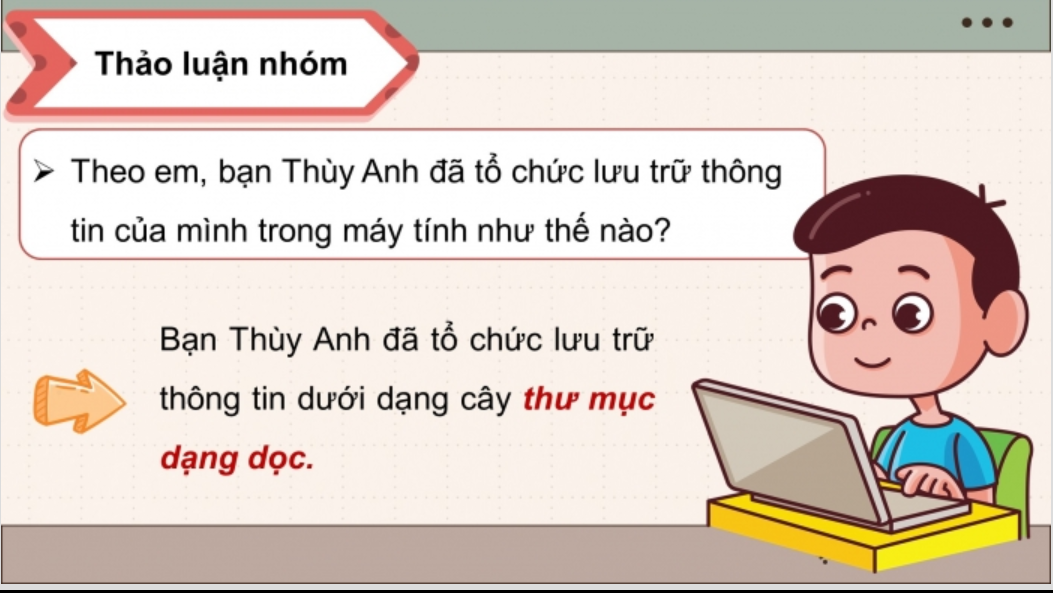 Thảo luận nhóm
Theo em, bạn Thùy Anh đã tổ chức lưu trữ thông
tin của mình trong máy tính như thế nào?
Bạn Thùy Anh đã tổ chức lưu trữ
thông tin dưới dạng cây thư mục
dạng dọc.